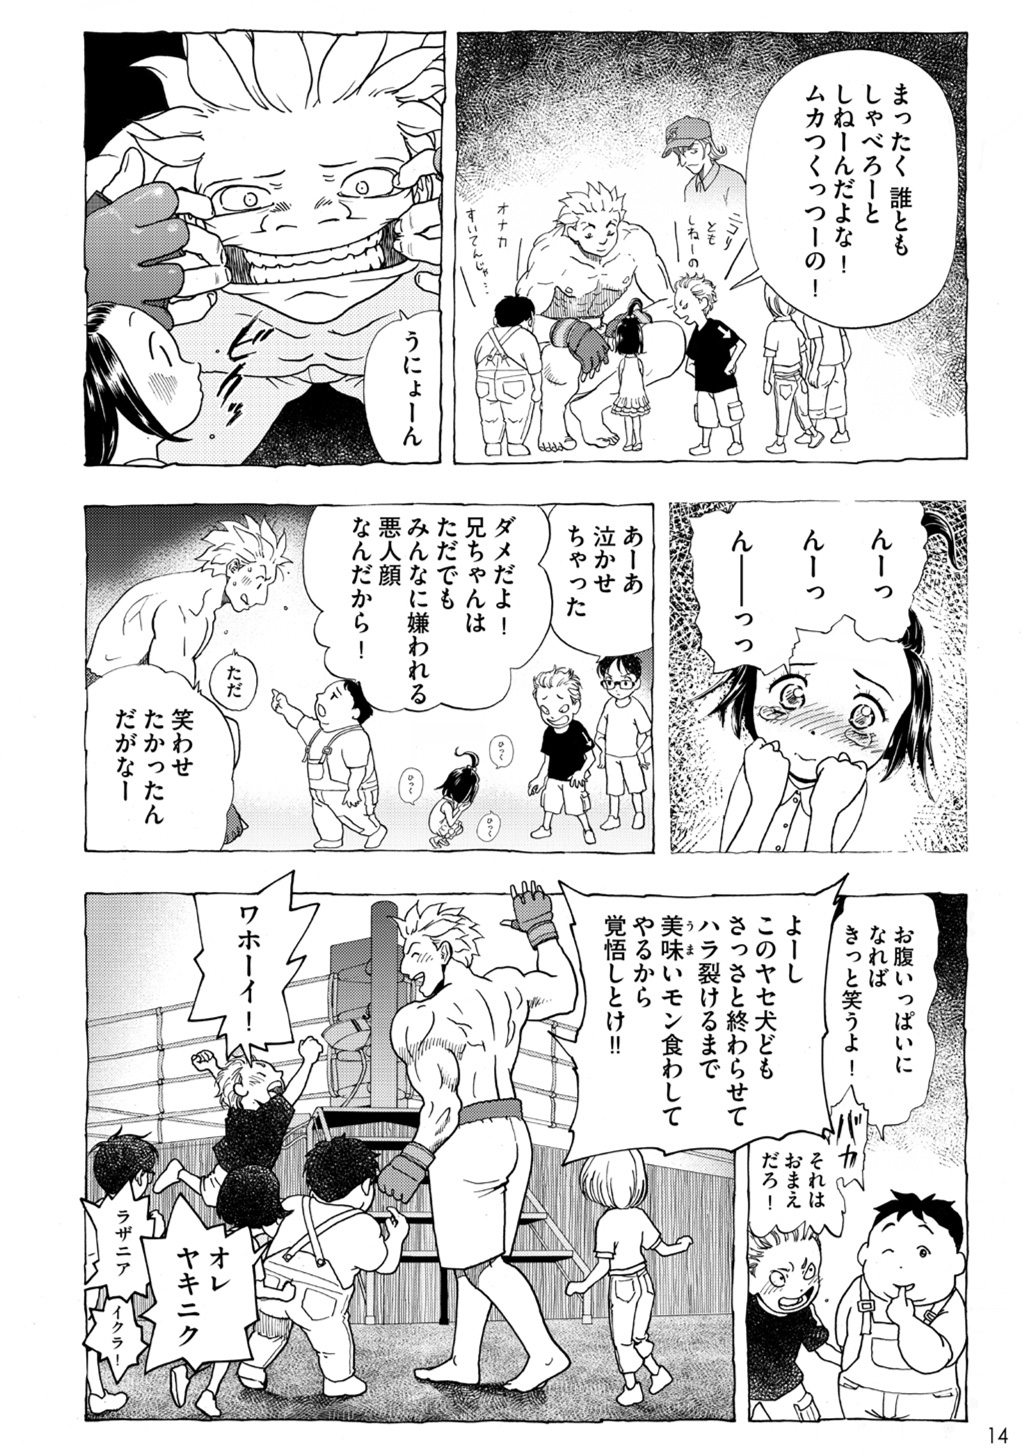 まったく誰とも
しゃべろーと
しねーんだよな！
ムカつくっつーの！
ニコリ
とも
しねーの
オナカ
すいてんじゃ…
うにょーん
んーっ
んーっ
んーーっっ
あーあ
泣かせ
ちゃった
ダメだよ！
兄ちゃんは
ただでも
みんなに嫌われる
悪人顔
なんだから！
ひっく
ひっく
ひっく
ただ
笑わせ
たかったん
だがなー
お腹いっぱいに
なれば
きっと笑うよ！
バカ
それは
おまえ
だろ！
よーし
このヤセ犬ども
さっさと終わらせて
ハラ裂けるまで
美味いモン食わして
うま
やるから
覚悟しとけ!!
ワホーイ！
オレ
ヤキニク
ラザニア
イクラ！
14